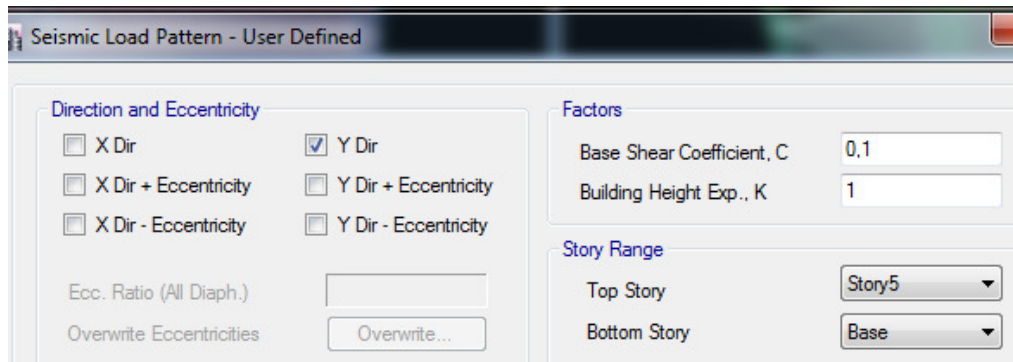 Seismic Load Pattern - User Defined
Direction and Eccentricity
X Dir
Y Dir
X Dir + Eccentricity
Y Dir + Eccentricity
X Dir - Eccentricity
Y Dir - Eccentricity
Ecc. Ratio (All Diaph.)
Overwrite Eccentricities
Overwrite...
Factors
Base Shear Coefficient, C
0,1
Building Height Exp., K
1
Story Range
Top Story
Story5
Bottom Story
Base